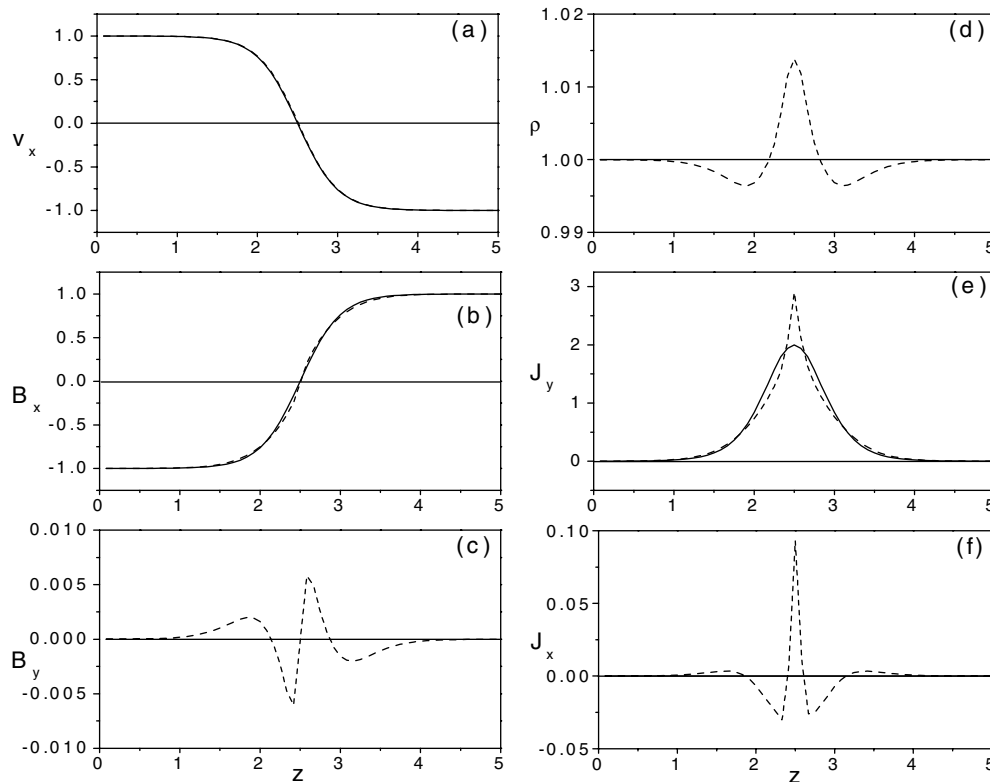 (a)
1.0
0.5
0.0
-0.5
-1.0
v x
0 1 2 3 4 5
(b)
1.0
0.5
0.0
-0.5
-1.0
B x
0 1 2 3 4 5
(c)
0.010
0.005
0.000
-0.005
-0.010
B y
0 1 2 3 4 5
z
(d)
1.02
1.01
1.00
0.99
ρ
0 1 2 3 4 5
(e)
3
2
1
0
J y
0 1 2 3 4 5
(f)
0.10
0.05
0.00
-0.05
J x
0 1 2 3 4 5
z